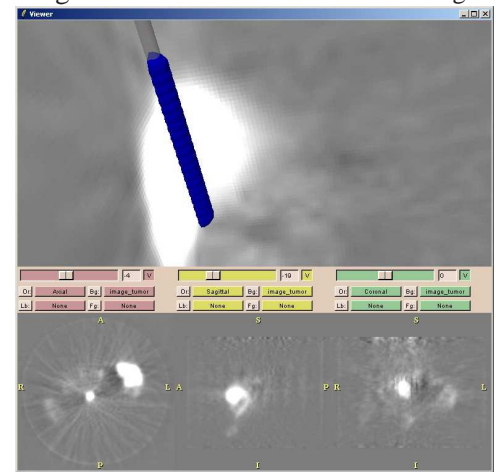 Viewer
-4 V -19 V 0 V
Or: Axial Bg: image_tumor Or: Sagittal Bg: image_tumor Or: Coronal Bg: image_tumor
Lb: None Fg: None Lb: None Fg: None Lb: None Fg: None
A S S
R L A P R L
P I I